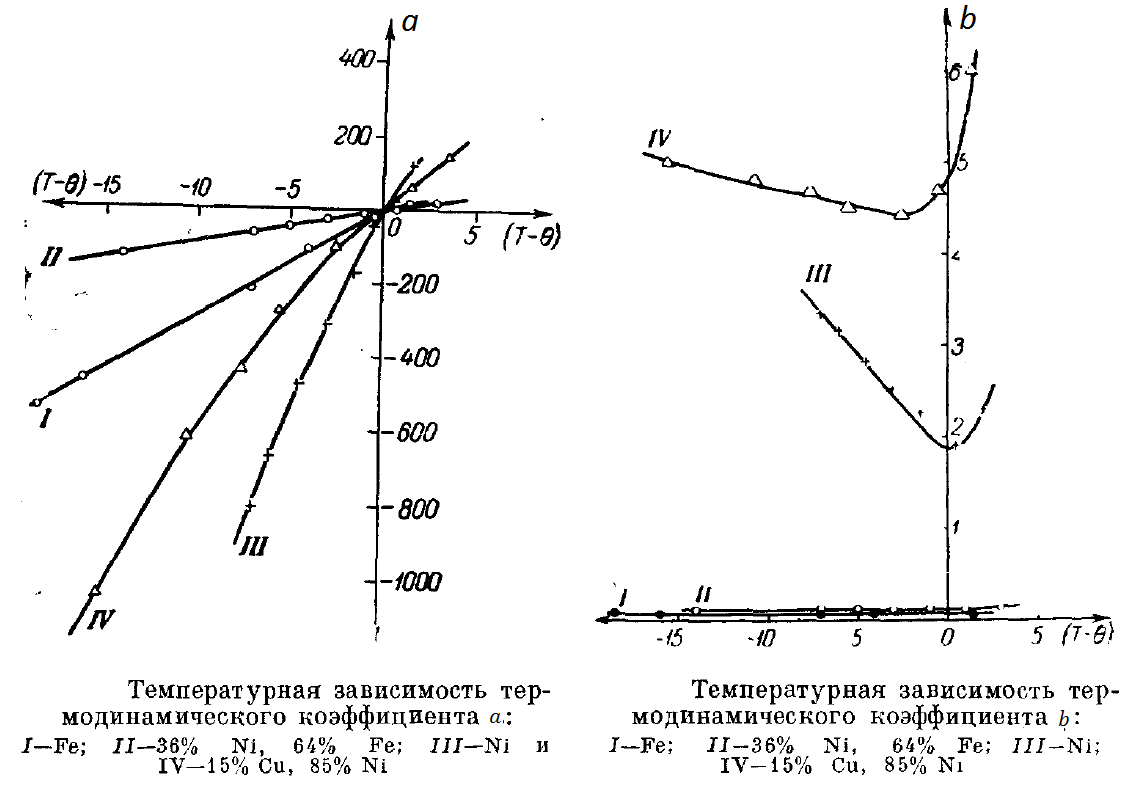 a
400
200
(T-θ) -15 -10 -5
0 5 (T-θ)
-200
-400
-600
-800
-1000
II
I
III
IV
Температурная зависимость тер-
модинамического коэффициента a:
I—Fe; II—36% Ni, 64% Fe; III—Ni и
IV—15% Cu, 85% Ni
b
6
5
4
3
2
1
IV
III
I II
-15 -10 5 0 5 (T-θ)
Температурная зависимость тер-
модинамического коэффициента b:
I—Fe; II—36% Ni, 64% Fe; III—Ni;
IV—15% Cu, 85% Ni